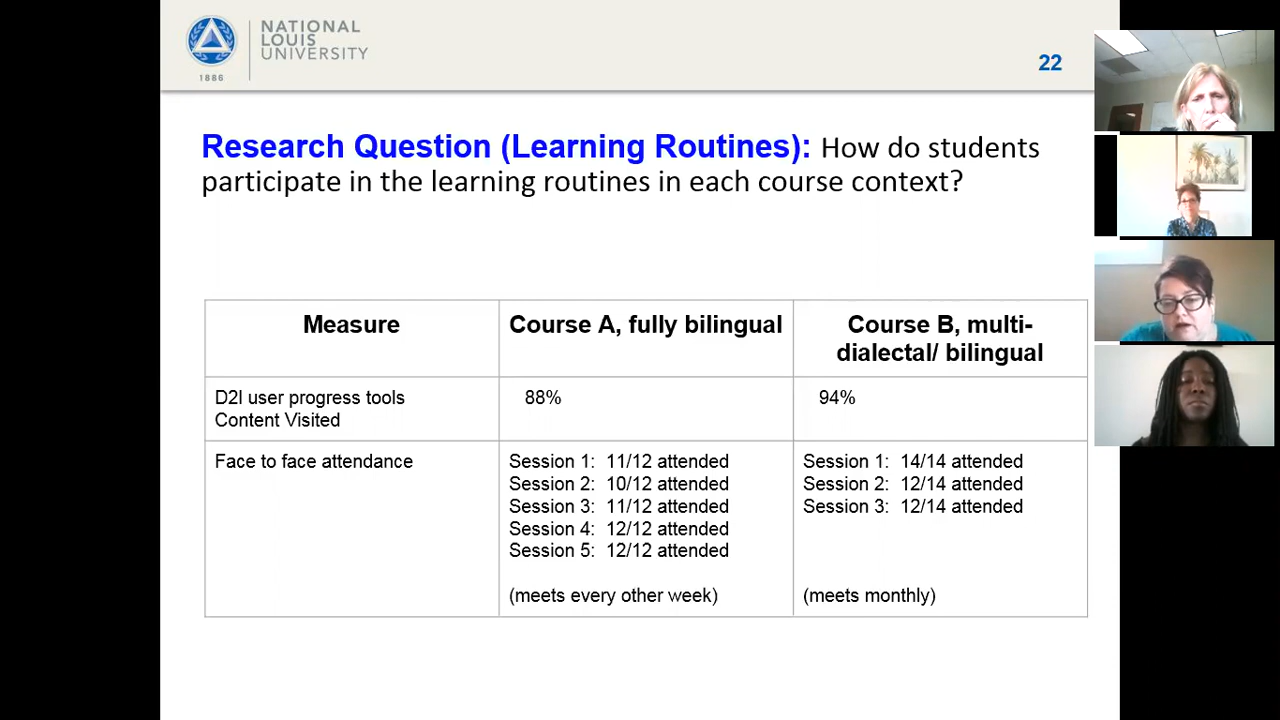 NATIONAL
LOUIS
UNIVERSITY
1886
22
Research Question (Learning Routines): How do students
participate in the learning routines in each course context?
Measure
Course A, fully bilingual
Course B, multi-
dialectal/ bilingual
D2l user progress tools
Content Visited
88%
94%
Face to face attendance
Session 1: 11/12 attended
Session 2: 10/12 attended
Session 3: 11/12 attended
Session 4: 12/12 attended
Session 5: 12/12 attended
(meets every other week)
Session 1: 14/14 attended
Session 2: 12/14 attended
Session 3: 12/14 attended
(meets monthly)